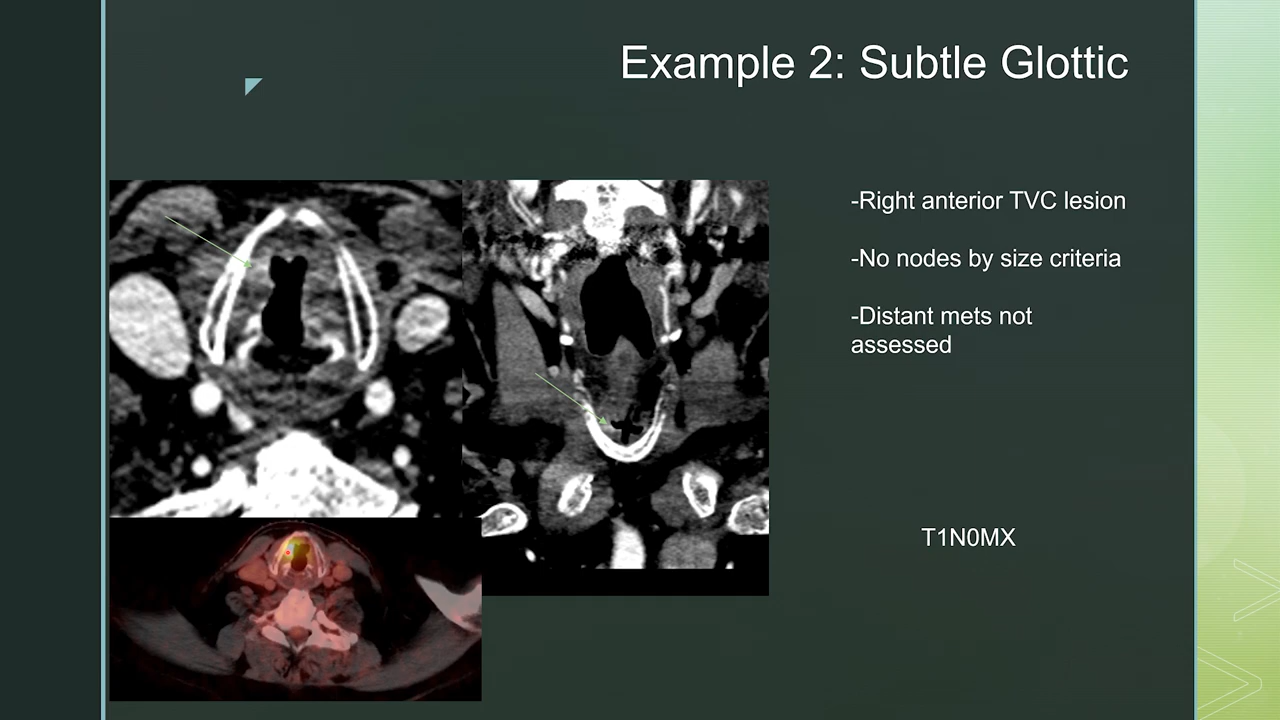 Example 2: Subtle Glottic
-Right anterior TVC lesion
-No nodes by size criteria
-Distant mets not
assessed
T1N0MX